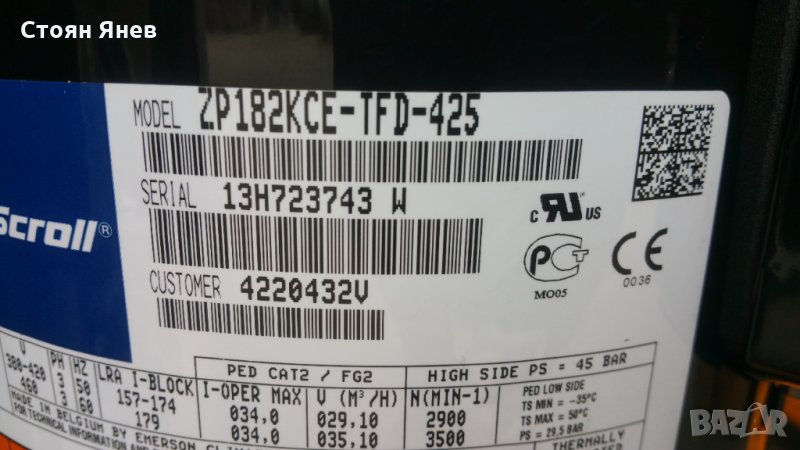 Стоян Янев
MODEL ZP182KCE-TFD-425
SERIAL 13H723743 W
Scroll®
C RU US
PCT
MO05
CE
0036
CUSTOMER 4220432V
V PH HZ LRA I-BLOCK
380-420 3 50 157-174
460 3 60 179
PED CAT2 / FG2 HIGH SIDE PS = 45 BAR
I-OPER MAX V (M³/H) N(MIN-1)
034,0 029,10 2900
034,0 035,10 3500
PED LOW SIDE
TS MIN = -35°C
TS MAX = 50°C
PS = 29.5 BAR
THERMALLY
MADE IN BELGIUM BY EMERSON
FOR TECHNICAL INFORMATION AND
BAZAR